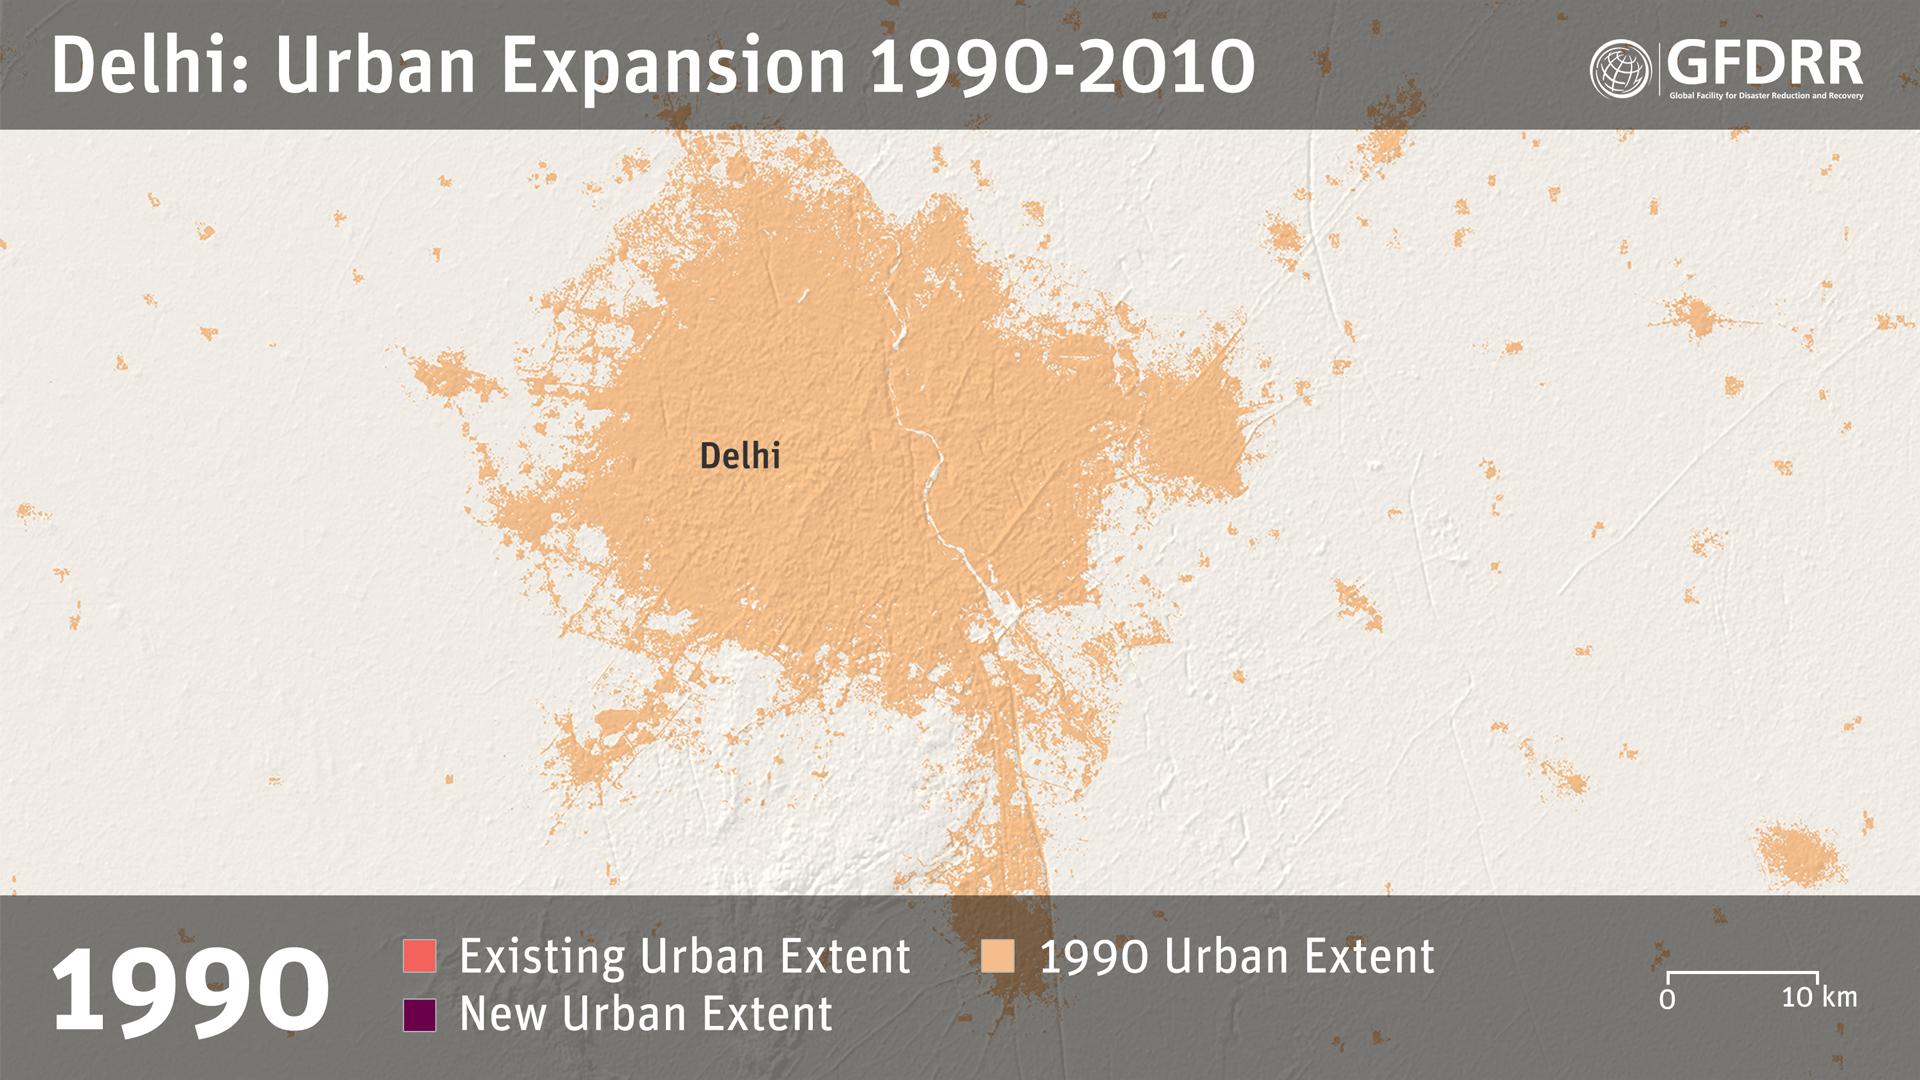 Delhi: Urban Expansion 1990-2010
GFDRR
Global Facility for Disaster Reduction and Recovery
Delhi
1990
Existing Urban Extent
1990 Urban Extent
New Urban Extent
0 10 km